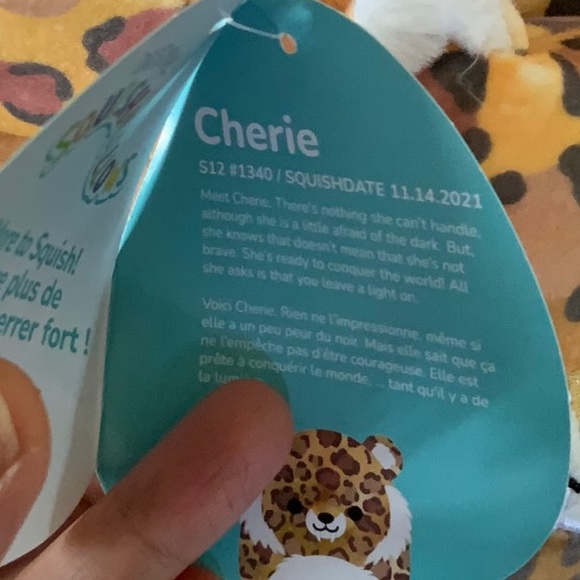 Cherie
S12 #1340 / SQUISHDATE 11.14.2021
Meet Cherie. There's nothing she can't handle,
although she is a little afraid of the dark. But,
she knows that doesn't mean that she's not
brave. She's ready to conquer the world! All
she asks is that you leave a light on.
Voici Cherie. Rien ne l'impressionne, même si
elle a un peu peur du noir. Mais elle sait que ça
ne l'empêche pas d'être courageuse. Elle est
prête à conquérir le monde, ... tant qu'il y a de
la
to Squish!
plus de
errer fort !